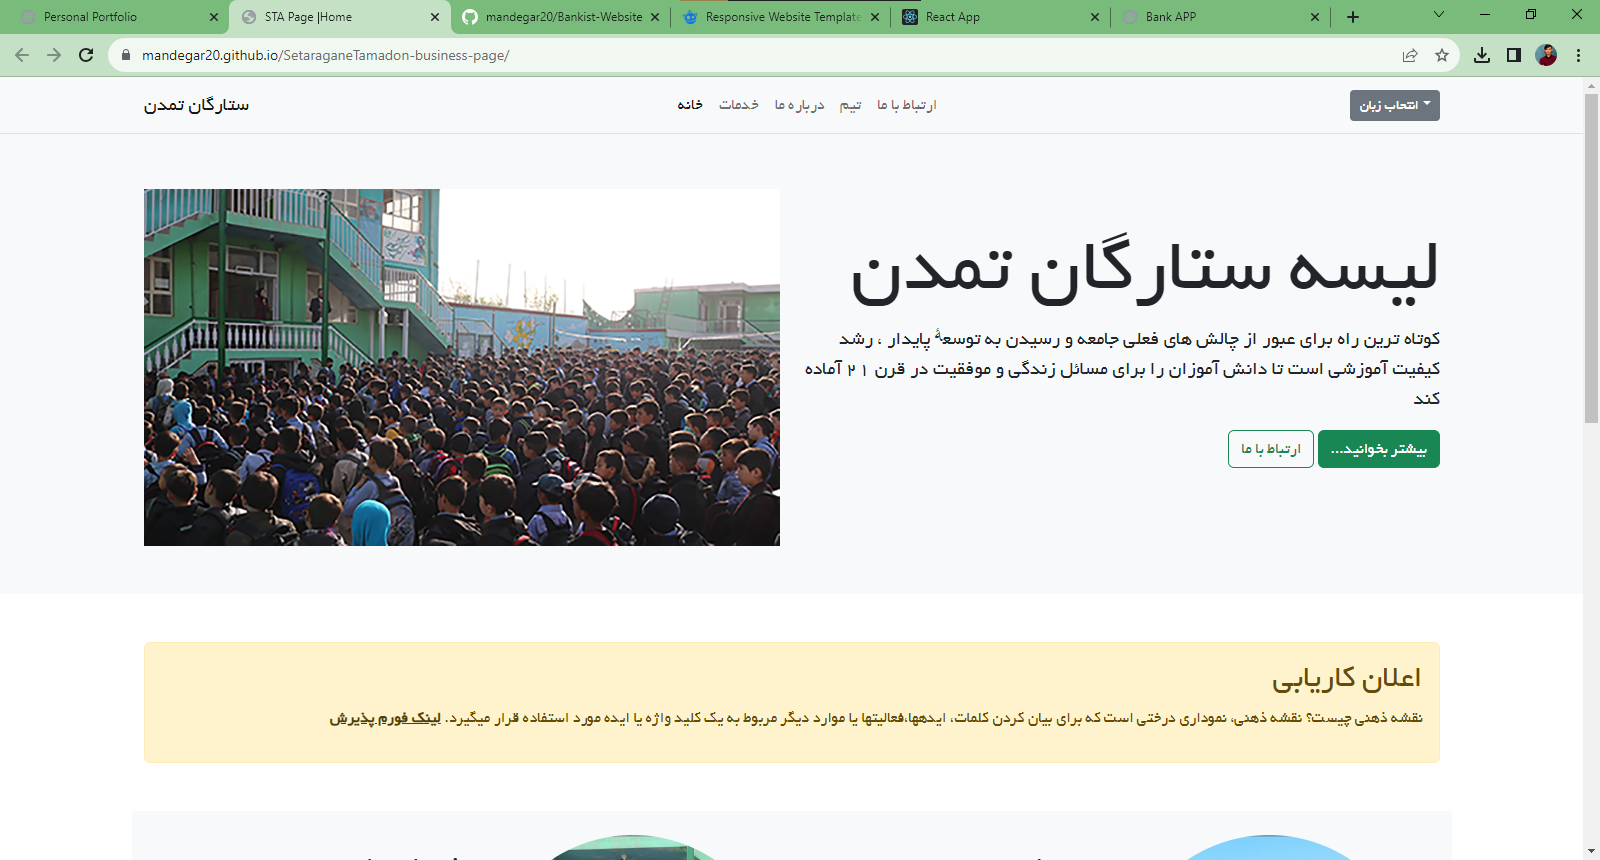 Personal Portfolio
STA Page |Home
mandegar20/Bankist-Website
Responsive Website Template
React App
Bank APP
mandegar20.github.io/SetaraganeTamadon-business-page/
ستارگان تمدن
خانه
خدمات
درباره ما
تیم
ارتباط با ما
انتخاب زبان
لیسه ستارگان تمدن
کوتاه ترین راه برای عبور از چالش های فعلی جامعه و رسیدن به توسعهٔ پایدار ، رشد
کیفیت آموزشی است تا دانش آموزان را برای مسائل زندگی و موفقیت در قرن ۲۱ آماده
کند
بیشتر بخوانید...
ارتباط با ما
اعلان کاریابی
نقشه ذهنی چیست؟ نقشه ذهنی، نموداری درختی است که برای بیان کردن کلمات، ایدهها،فعالیتها یا موارد دیگر مربوط به یک کلید واژه یا ایده مورد استفاده قرار میگیرد. لینک فورم پذیرش